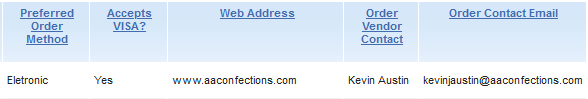 Preferred Order Method
Accepts VISA?
Web Address
Order Vendor Contact
Order Contact Email
Eletronic
Yes
www.aaconfections.com
Kevin Austin
kevinjaustin@aaconfections.com